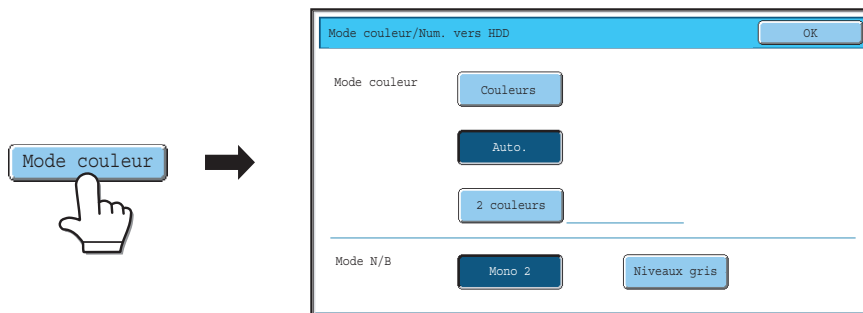 Mode couleur
Mode couleur/Num. vers HDD OK
Mode couleur Couleurs
Auto.
2 couleurs
Mode N/B Mono 2 Niveaux gris